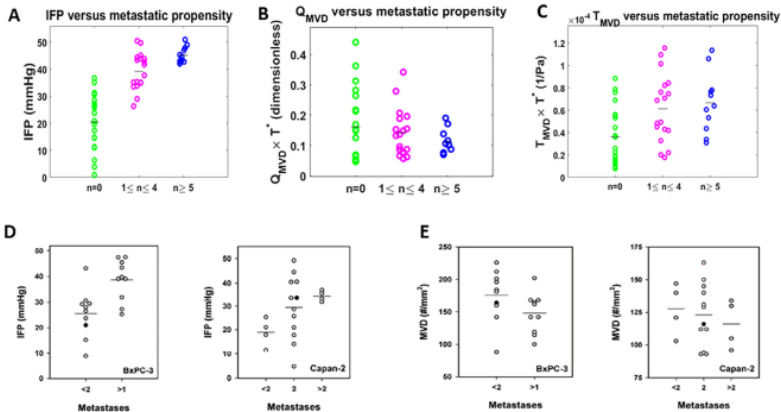 A
IFP versus metastatic propensity
IFP (mmHg)
50
40
30
20
10
0
n=0
1≤ n≤ 4
n≥ 5
B
Q_MVD versus metastatic propensity
Q_MVD × T* (dimensionless)
0.4
0.3
0.2
0.1
0
n=0
1≤ n≤ 4
n≥ 5
C
×10⁻⁴ T_MVD versus metastatic propensity
T_MVD × T* (1/Pa)
1.2
1
0.8
0.6
0.4
0.2
0
n=0
1≤ n≤ 4
n≥ 5
D
IFP (mmHg)
50
40
30
20
10
0
<2
>1
BxPC-3
Metastases
IFP (mmHg)
50
40
30
20
10
0
<2
2
>2
Capan-2
Metastases
E
MVD (#/mm²)
250
200
150
100
50
<2
>1
BxPC-3
Metastases
MVD (#/mm²)
175
150
125
100
75
<2
2
>2
Capan-2
Metastases